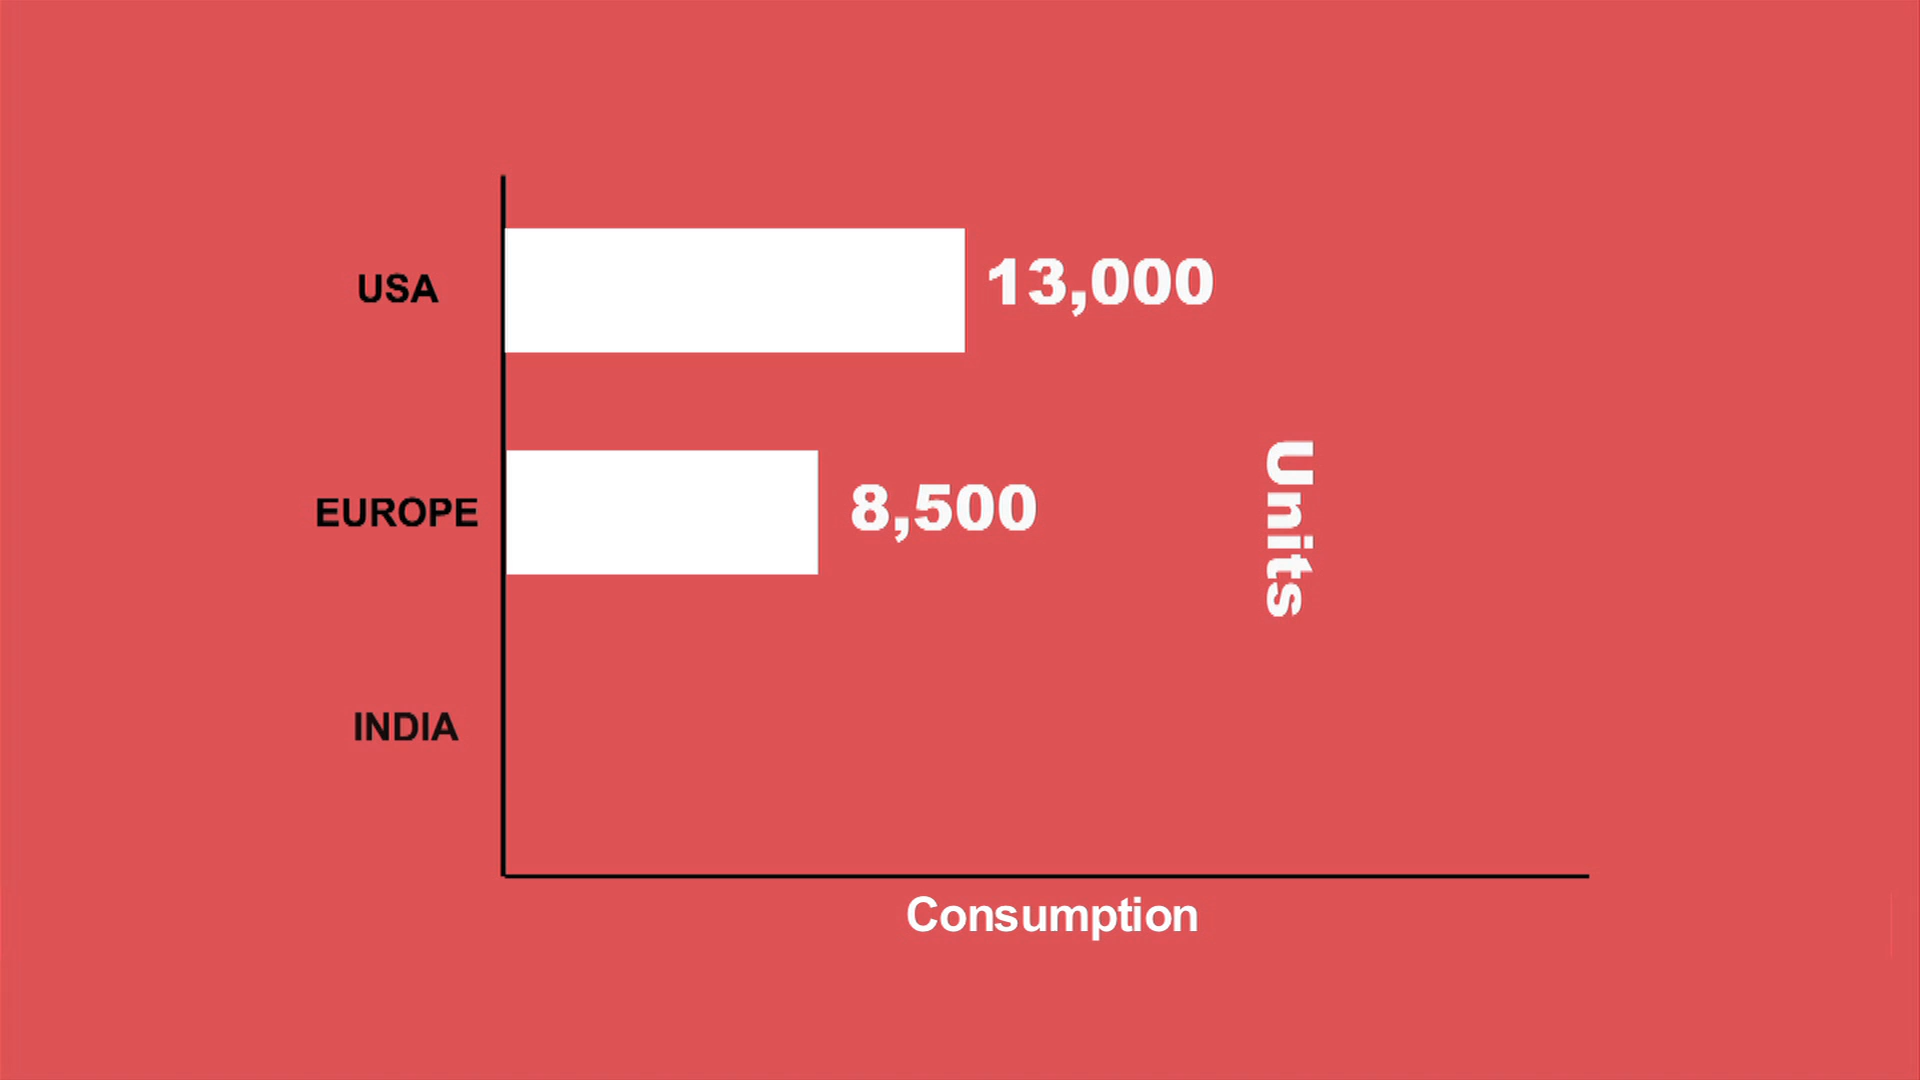 USA
13,000
EUROPE
8,500
Units
INDIA
Consumption